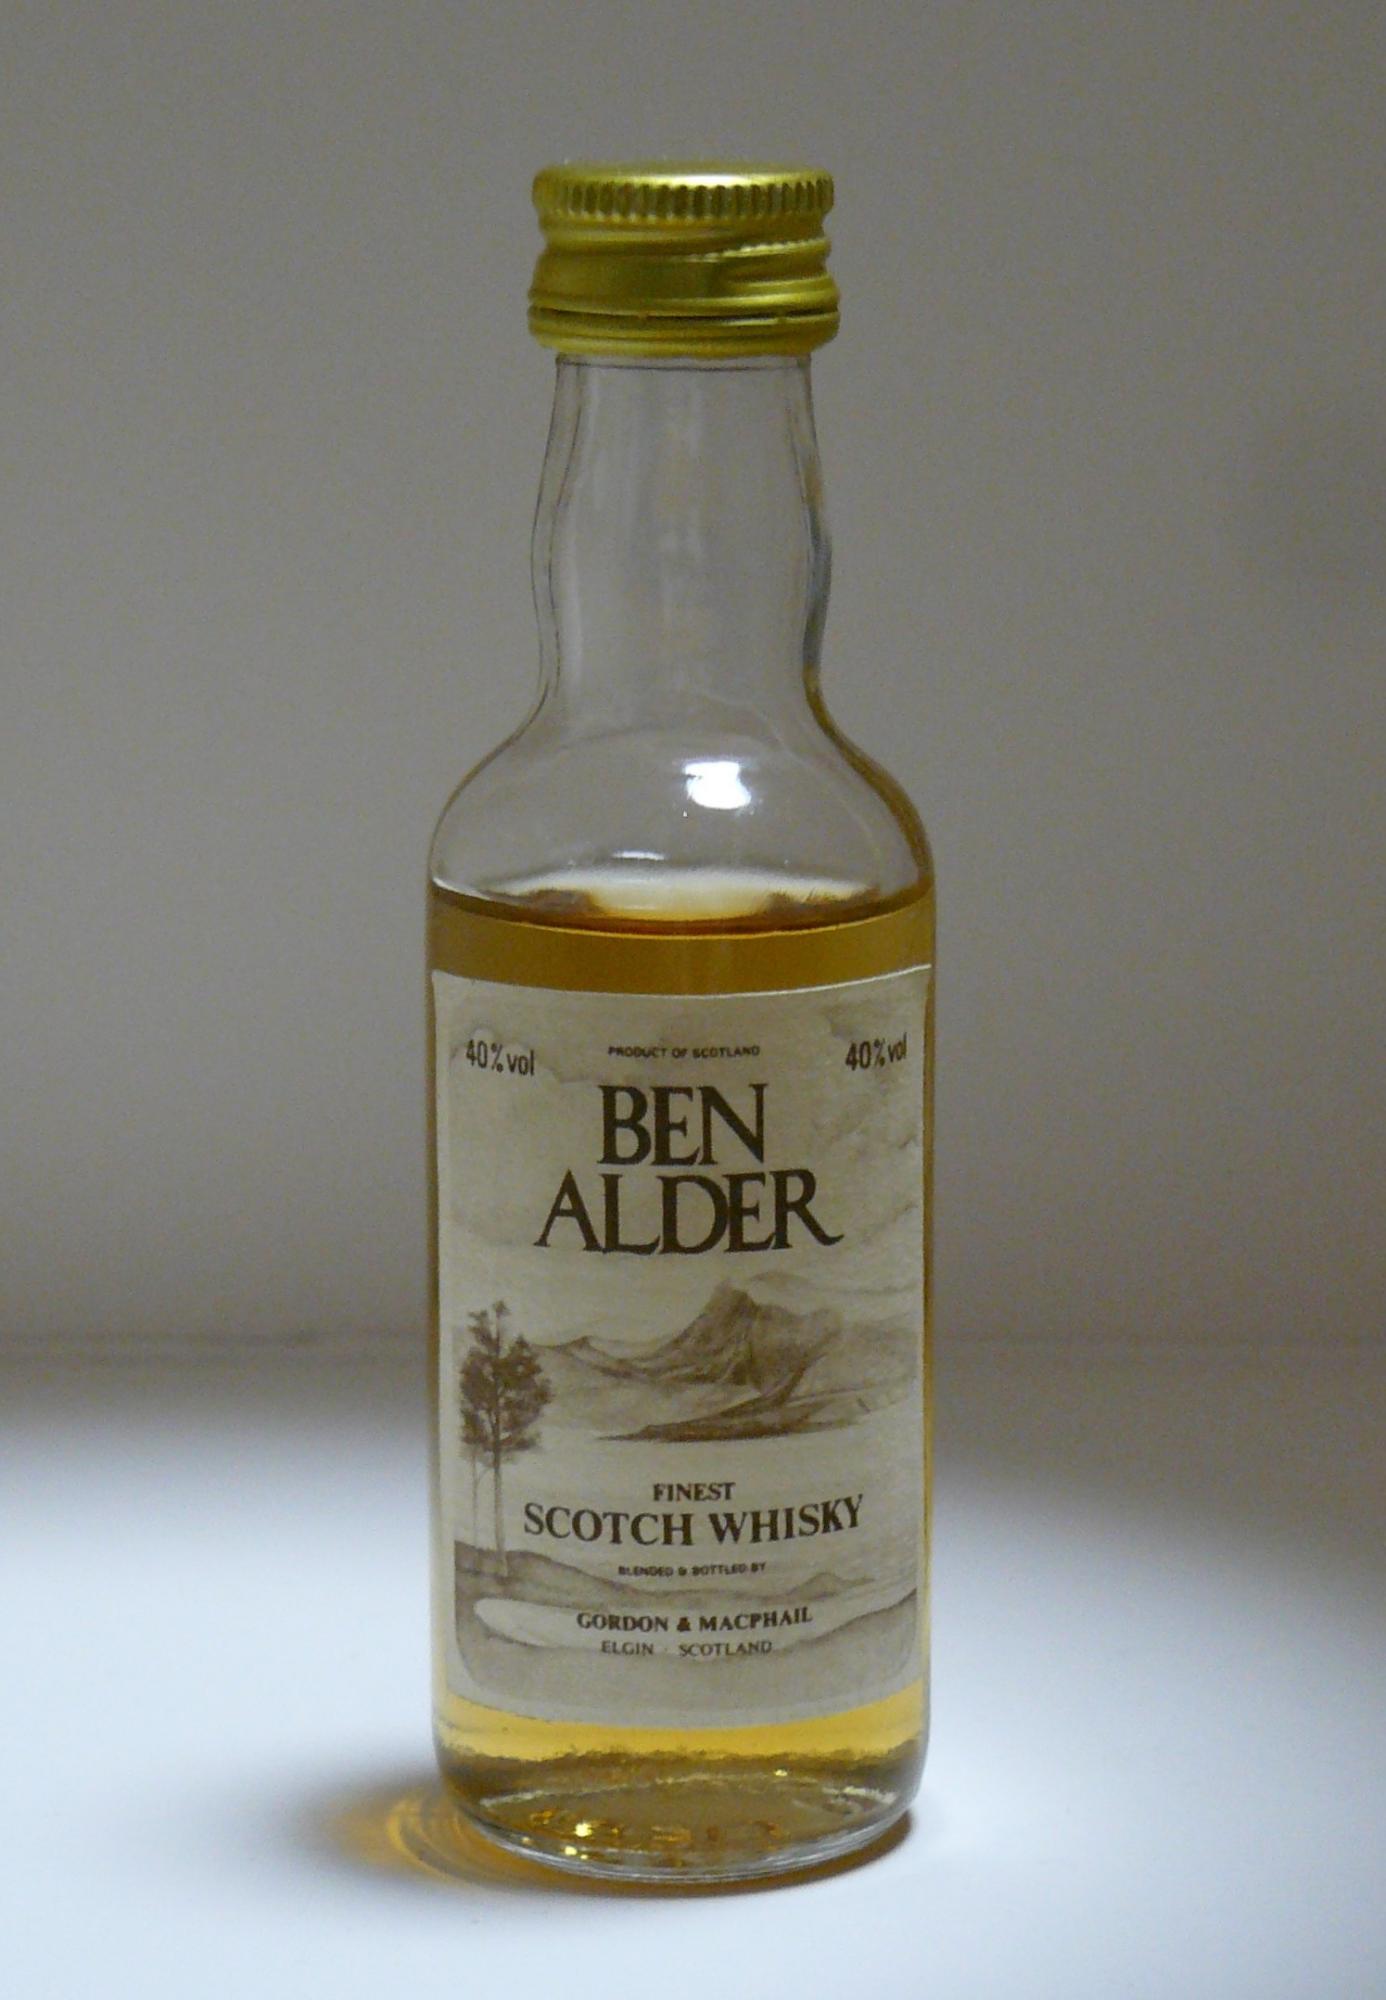 40%vol PRODUCT OF SCOTLAND 40%vol
BEN
ALDER
FINEST
SCOTCH WHISKY
BLENDED & BOTTLED BY
GORDON & MACPHAIL
ELGIN · SCOTLAND